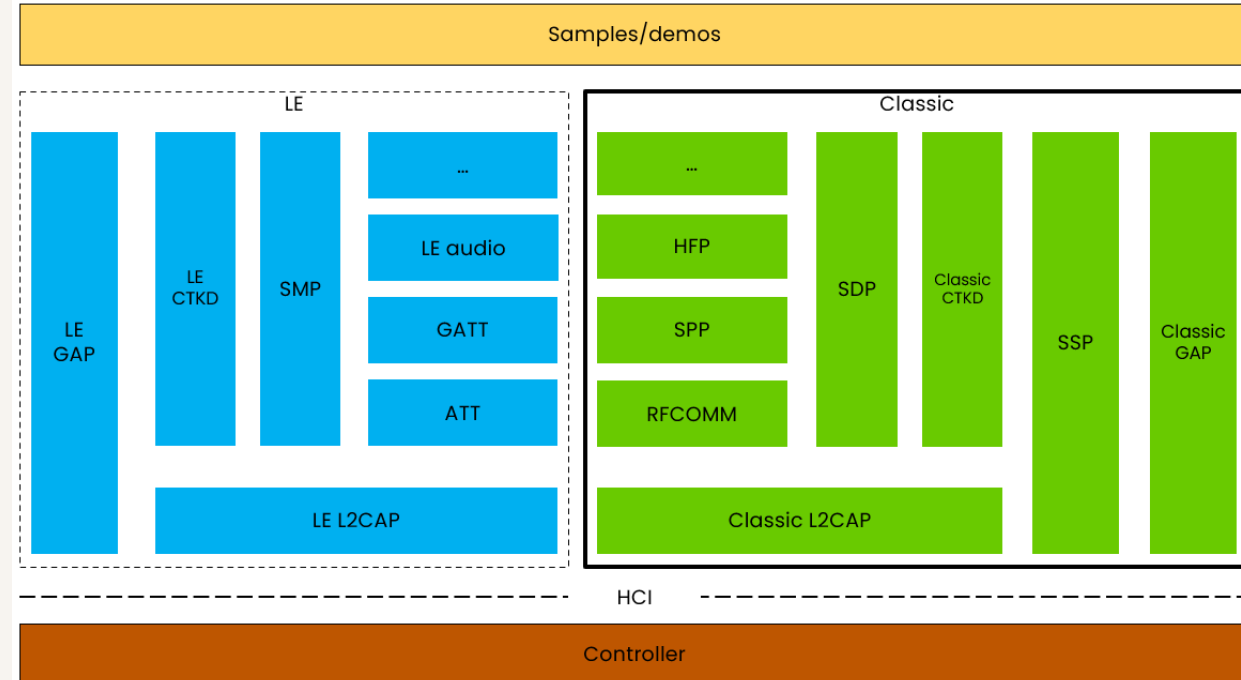 Samples/demos
LE
LE
GAP
LE
CTKD
SMP
...
LE audio
GATT
ATT
LE L2CAP
Classic
...
HFP
SPP
RFCOMM
SDP
Classic
CTKD
SSP
Classic
GAP
Classic L2CAP
HCI
Controller